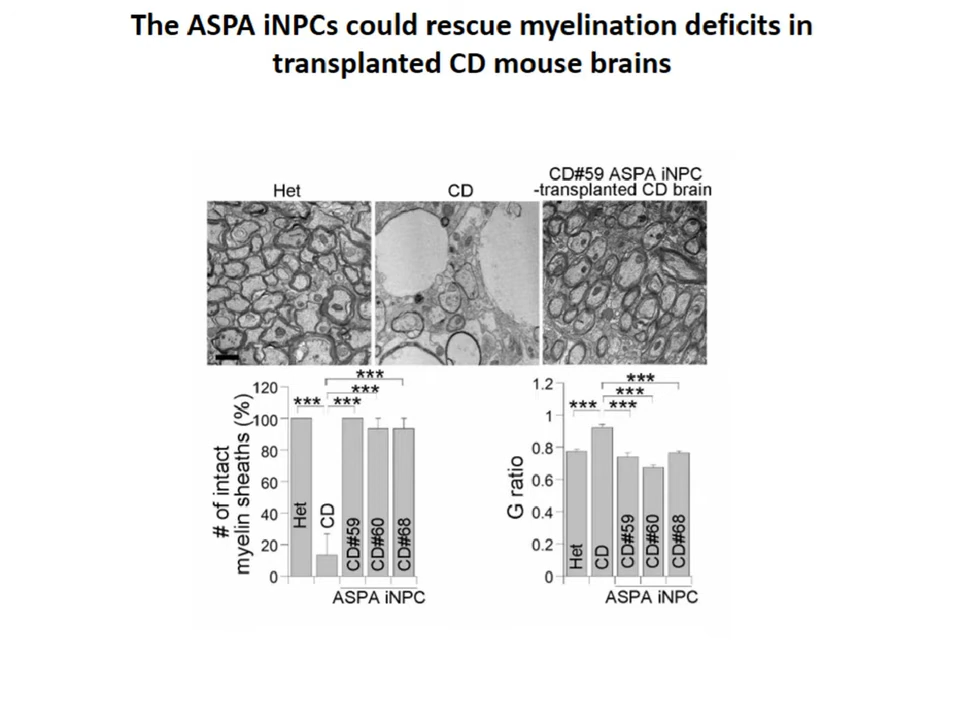 The ASPA iNPCs could rescue myelination deficits in
transplanted CD mouse brains
Het
CD
CD#59 ASPA iNPC
-transplanted CD brain
# of intact
myelin sheaths (%)
120
100
80
60
40
20
0
***
***
***
***
Het
CD
CD#59
CD#60
CD#68
ASPA iNPC
G ratio
1.2
1
0.8
0.6
0.4
0.2
0
***
***
***
***
Het
CD
CD#59
CD#60
CD#68
ASPA iNPC